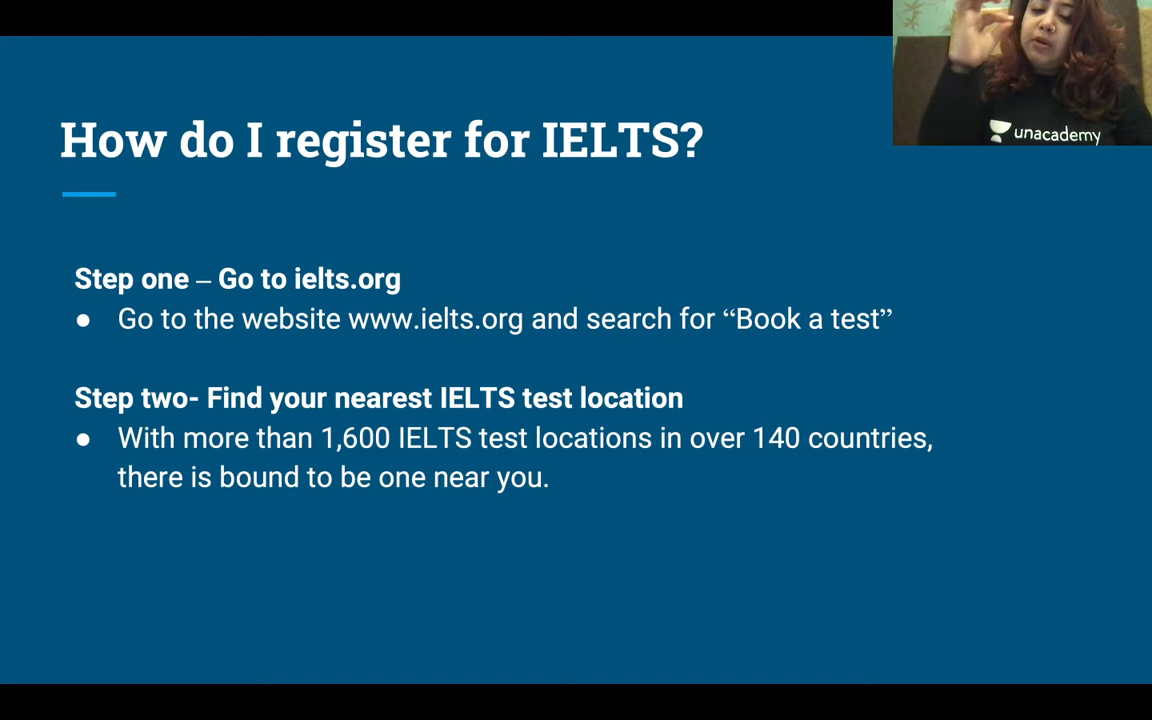 unacademy
How do I register for IELTS?
Step one – Go to ielts.org
● Go to the website www.ielts.org and search for “Book a test”
Step two- Find your nearest IELTS test location
● With more than 1,600 IELTS test locations in over 140 countries,
there is bound to be one near you.